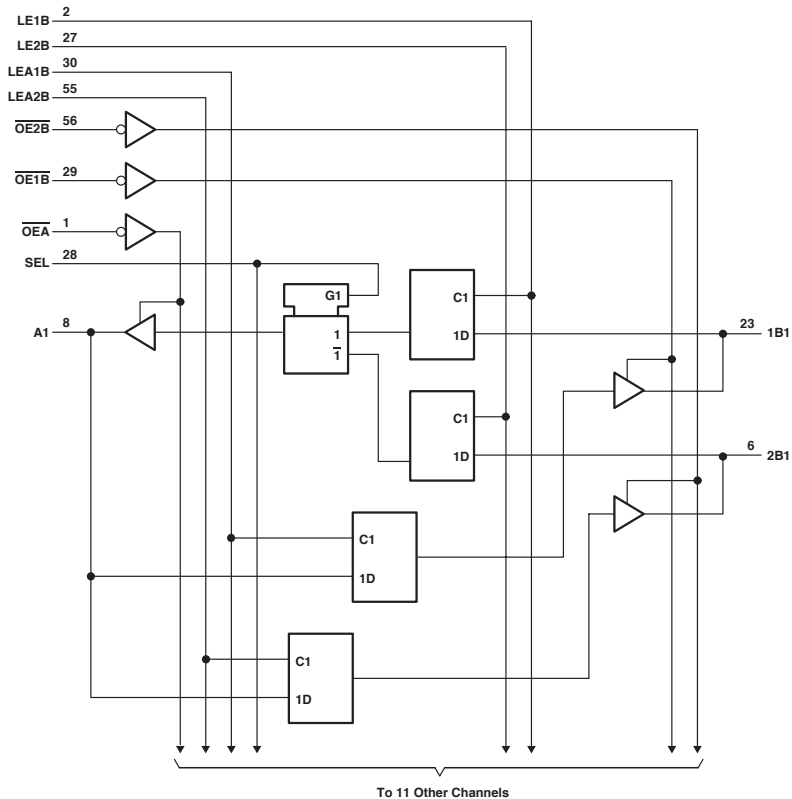 LE1B 2
LE2B 27
LEA1B 30
LEA2B 55
OE2B 56
OE1B 29
OEA 1
SEL 28
G1
C1
A1 8
1
1D
23 1B1
1
C1
1D
6 2B1
C1
1D
C1
1D
To 11 Other Channels